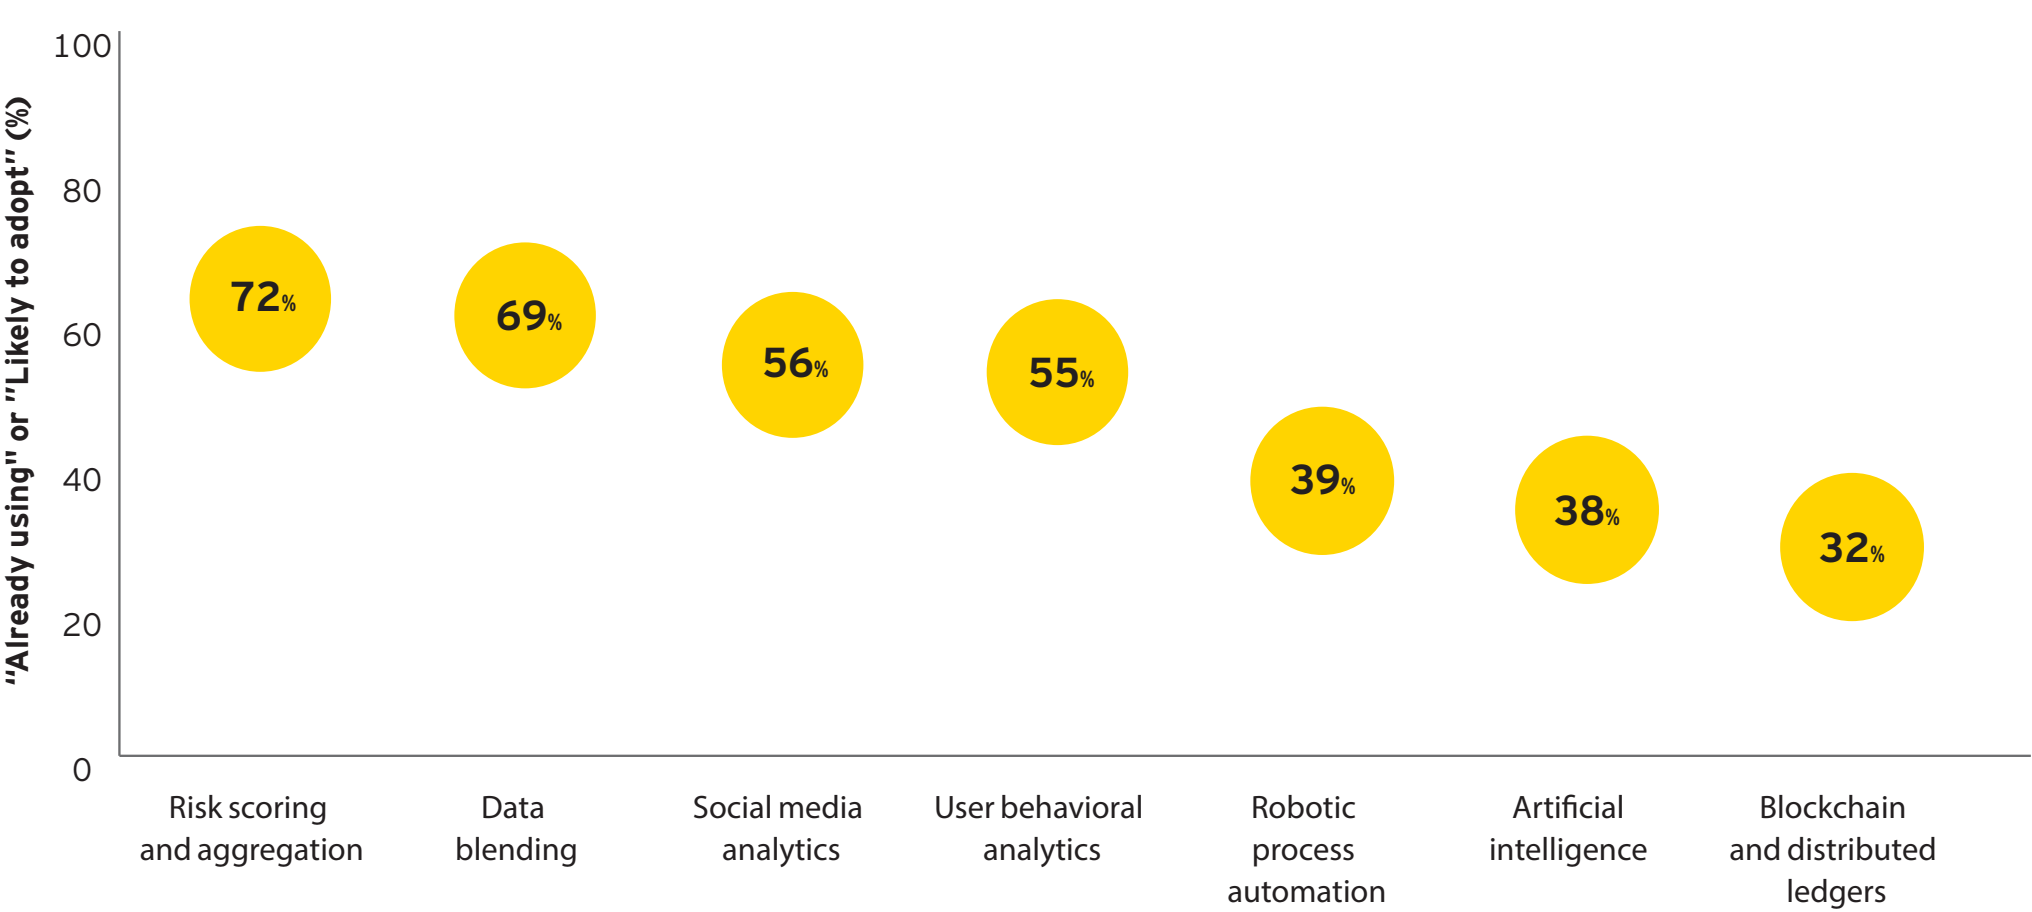 "Already using" or "Likely to adopt" (%)
100
80
60
40
20
0
72%
69%
56%
55%
39%
38%
32%
Risk scoring
and aggregation
Data
blending
Social media
analytics
User behavioral
analytics
Robotic
process
automation
Artificial
intelligence
Blockchain
and distributed
ledgers